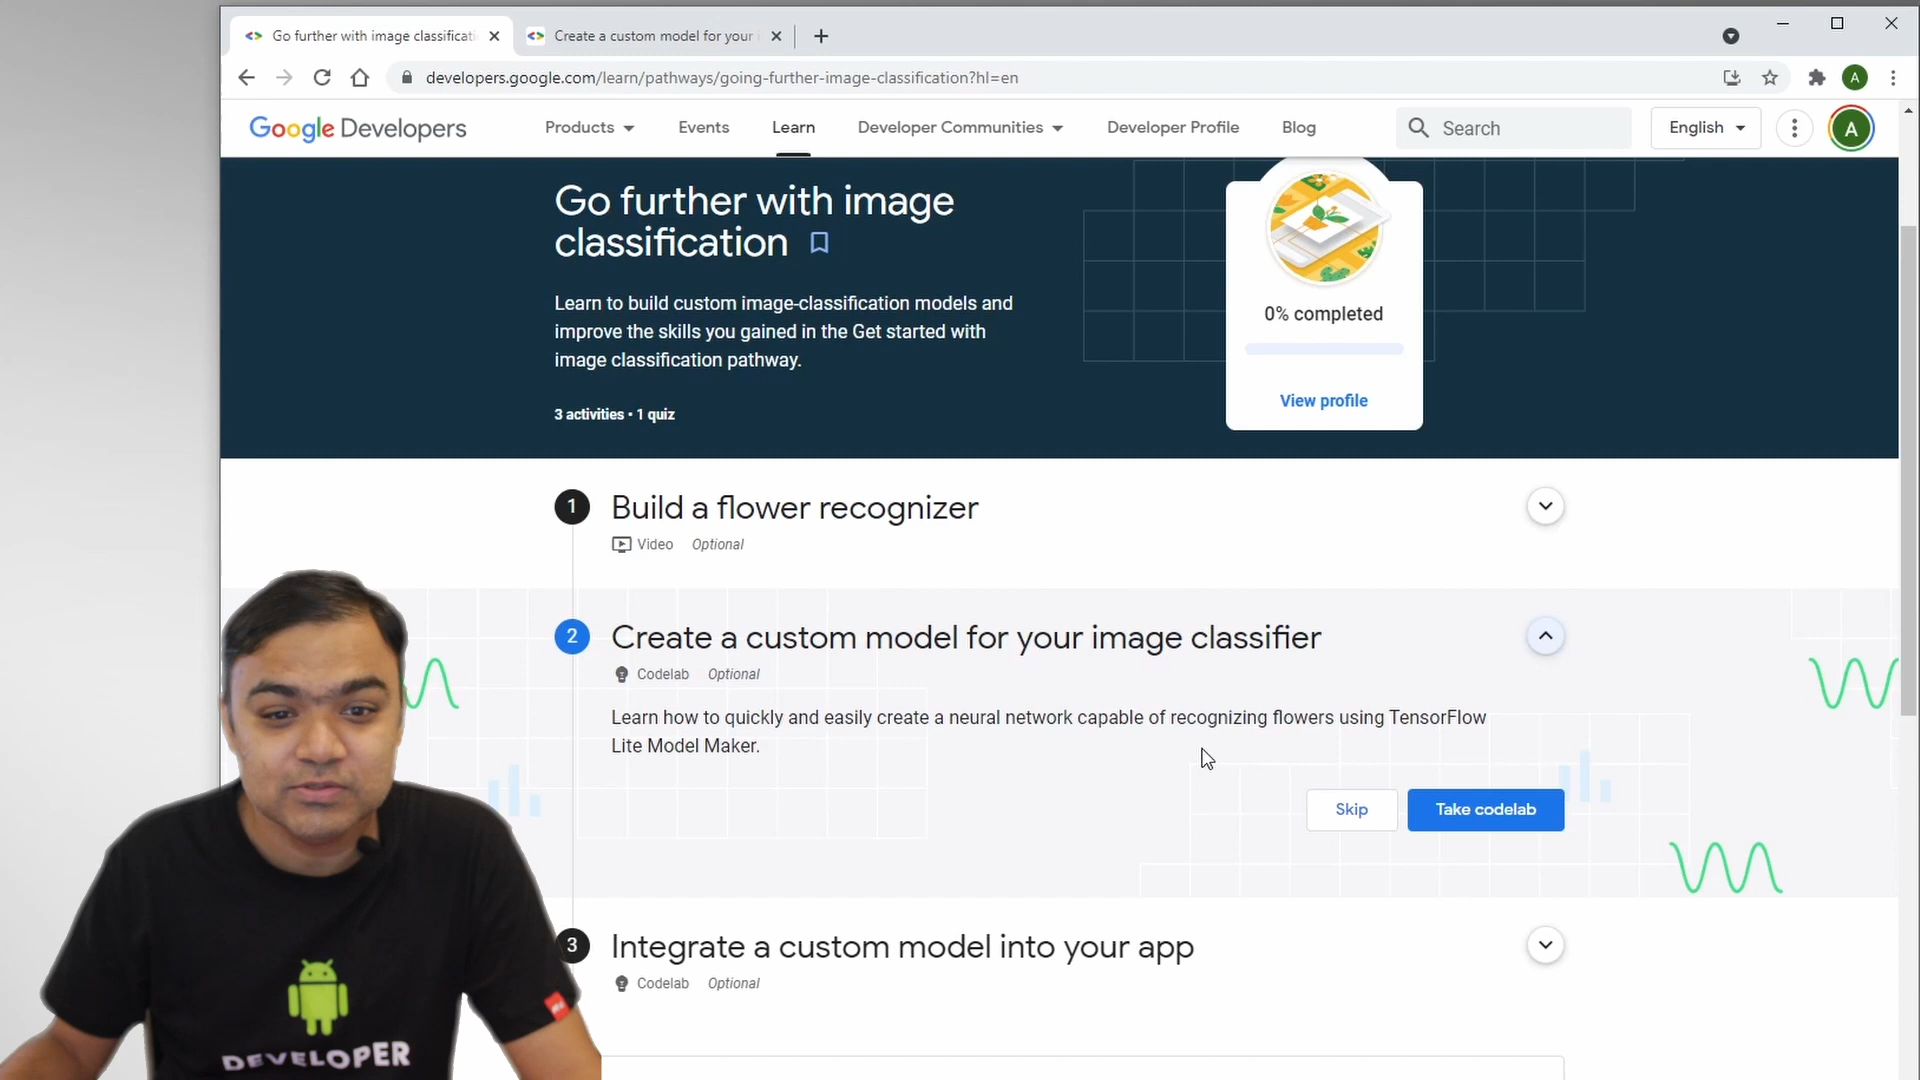 Go further with image classificati
Create a custom model for your i
developers.google.com/learn/pathways/going-further-image-classification?hl=en
A
Google Developers
Products
Events
Learn
Developer Communities
Developer Profile
Blog
Search
English
A
Go further with image
classification
Learn to build custom image-classification models and
improve the skills you gained in the Get started with
image classification pathway.
3 activities • 1 quiz
0% completed
View profile
1
Build a flower recognizer
Video Optional
2
Create a custom model for your image classifier
Codelab Optional
Learn how to quickly and easily create a neural network capable of recognizing flowers using TensorFlow
Lite Model Maker.
Skip
Take codelab
3
Integrate a custom model into your app
Codelab Optional
DEVELOPER